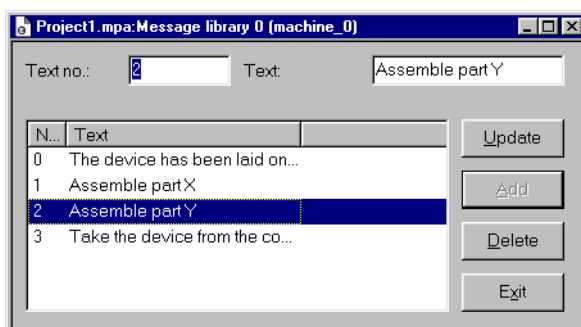 Project1.mpa:Message library 0 (machine_0)
Text no.: 2 Text: Assemble part Y
N... Text
0 The device has been laid on...
1 Assemble part X
2 Assemble part Y
3 Take the device from the co...
Update
Add
Delete
Exit